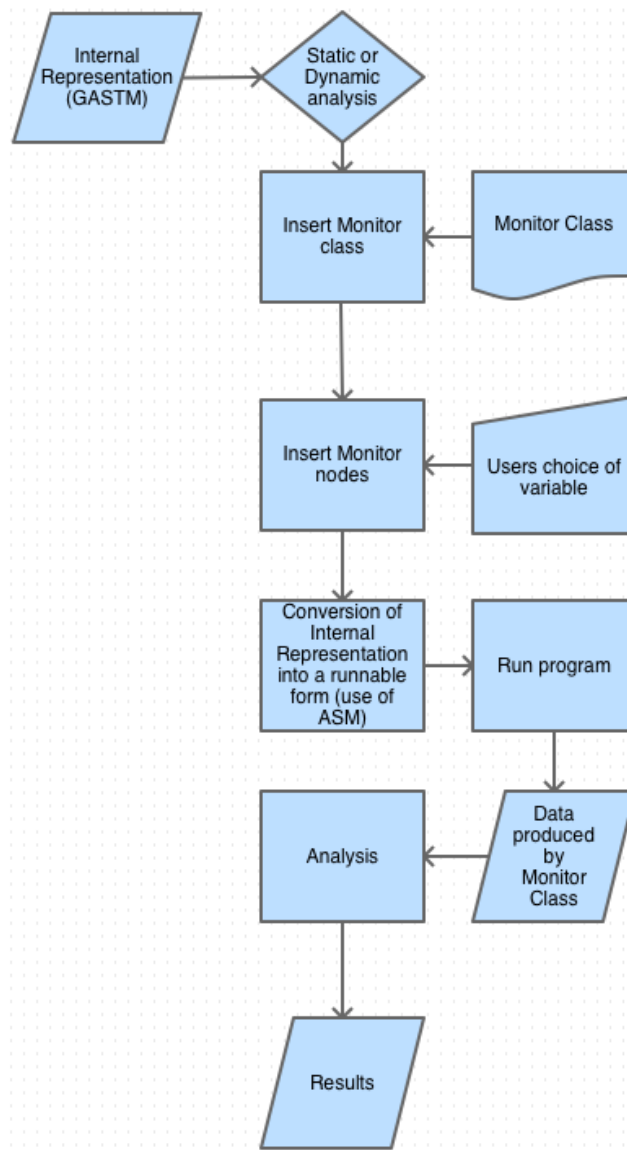 Internal
Representation
(GASTM)
Static or
Dynamic
analysis
Insert Monitor
class
Monitor Class
Insert Monitor
nodes
Users choice of
variable
Conversion of
Internal
Representation
into a runnable
form (use of
ASM)
Run program
Data
produced
by
Monitor
Class
Analysis
Results